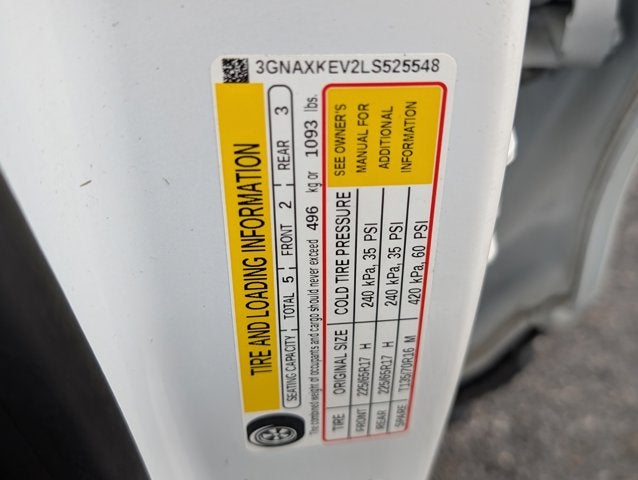 3GNAXKEV2LS525548
TIRE AND LOADING INFORMATION
SEATING CAPACITY TOTAL 5 FRONT 2 REAR 3
The combined weight of occupants and cargo should never exceed 496 kg or 1093 lbs.
TIRE ORIGINAL SIZE COLD TIRE PRESSURE SEE OWNER'S
FRONT 225/65R17 H 240 kPa, 35 PSI MANUAL FOR
REAR 225/65R17 H 240 kPa, 35 PSI ADDITIONAL
SPARE T135/70R16 M 420 kPa, 60 PSI INFORMATION